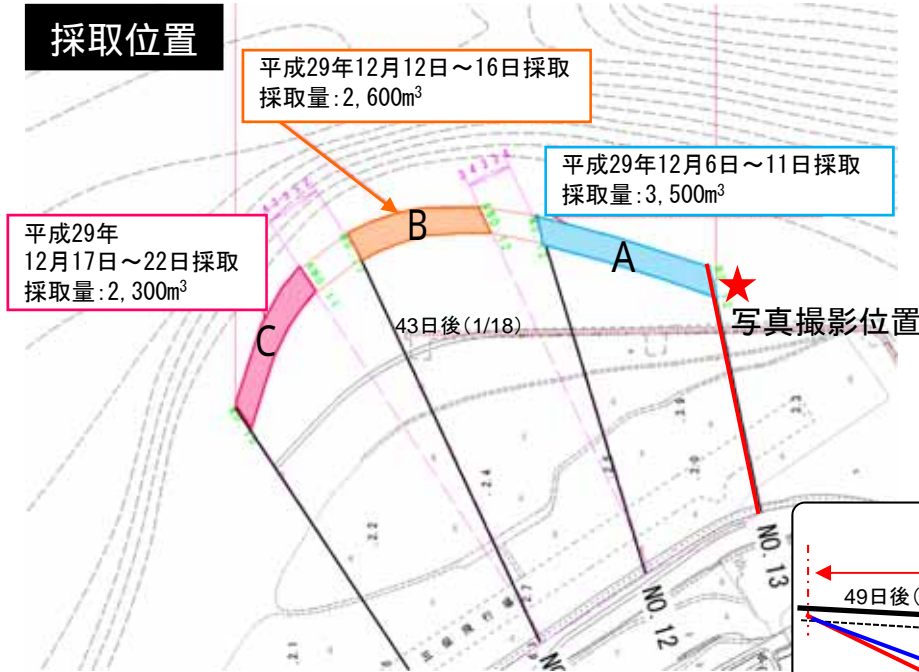 採取位置
平成29年12月12日～16日採取
採取量:2,600m³
平成29年12月6日～11日採取
採取量:3,500m³
平成29年
12月17日～22日採取
採取量:2,300m³
A
B
C
写真撮影位置
43日後(1/18)
NO. 13
NO. 12
49日後(